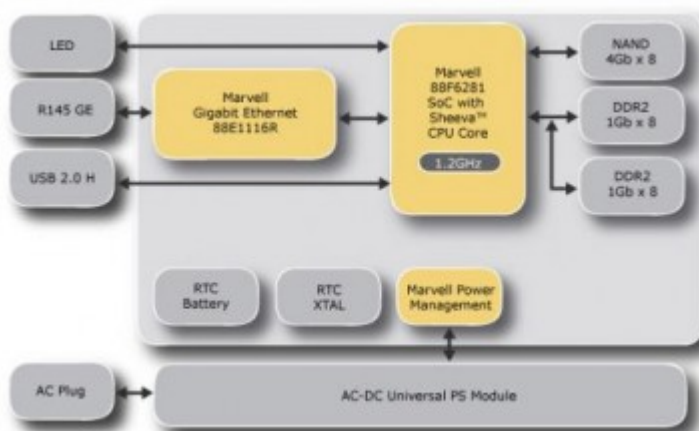 LED
R145 GE
USB 2.0 H
Marvell
Gigabit Ethernet
88E1116R
Marvell
88F6281
SoC with
Sheeva™
CPU Core
1.2GHz
NAND
4Gb x 8
DDR2
1Gb x 8
DDR2
1Gb x 8
RTC
Battery
RTC
XTAL
Marvell Power
Management
AC Plug
AC-DC Universal PS Module